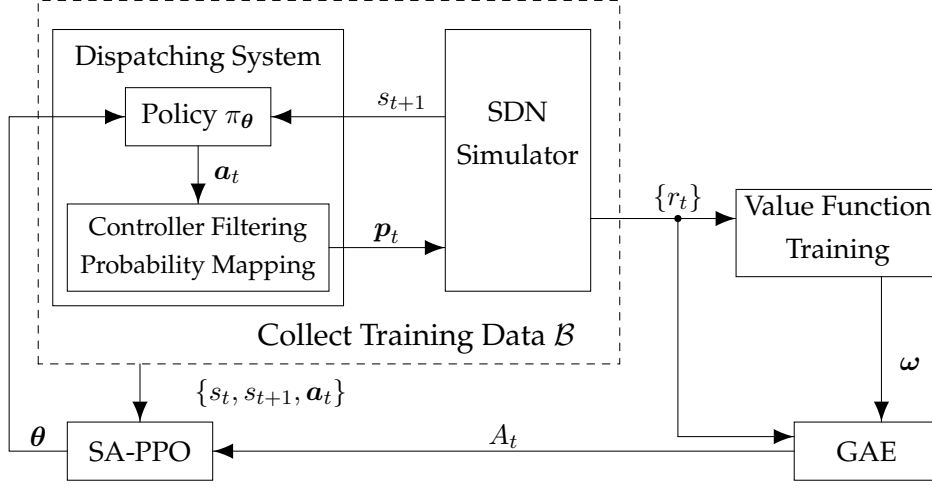 Dispatching System
Policy π_θ
s_{t+1}
SDN
Simulator
a_t
Controller Filtering
Probability Mapping
p_t
{r_t}
Value Function
Training
Collect Training Data ℬ
ω
{s_t, s_{t+1}, a_t}
θ
SA-PPO
A_t
GAE